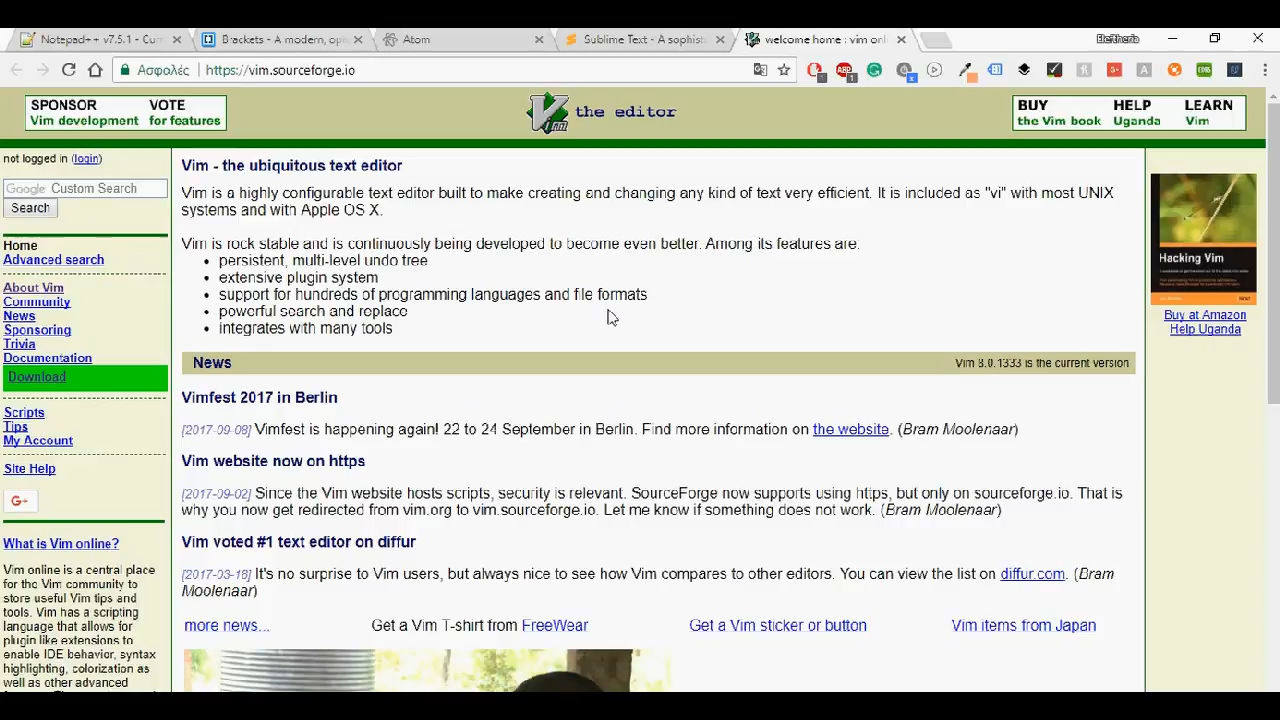 Notepad++ v7.5.1 - Curr
Brackets - A modern, ope
Atom
Sublime Text - A sophist
welcome home : vim onl
Eleftheria
Ασφαλές
https://vim.sourceforge.io
SPONSOR
Vim development
VOTE
for features
the editor
BUY
the Vim book
HELP
Uganda
LEARN
Vim
not logged in (login)
Google Custom Search
Search
Home
Advanced search
About Vim
Community
News
Sponsoring
Trivia
Documentation
Download
Scripts
Tips
My Account
Site Help
G+
What is Vim online?
Vim online is a central place
for the Vim community to
store useful Vim tips and
tools. Vim has a scripting
language that allows for
plugin like extensions to
enable IDE behavior, syntax
highlighting, colorization as
well as other advanced
Vim - the ubiquitous text editor
Vim is a highly configurable text editor built to make creating and changing any kind of text very efficient. It is included as "vi" with most UNIX
systems and with Apple OS X.
Vim is rock stable and is continuously being developed to become even better. Among its features are:
• persistent, multi-level undo tree
• extensive plugin system
• support for hundreds of programming languages and file formats
• powerful search and replace
• integrates with many tools
News
Vim 8.0.1333 is the current version
Vimfest 2017 in Berlin
[2017-09-08] Vimfest is happening again! 22 to 24 September in Berlin. Find more information on the website. (Bram Moolenaar)
Vim website now on https
[2017-09-02] Since the Vim website hosts scripts, security is relevant. SourceForge now supports using https, but only on sourceforge.io. That is
why you now get redirected from vim.org to vim.sourceforge.io. Let me know if something does not work. (Bram Moolenaar)
Vim voted #1 text editor on diffur
[2017-03-18] It's no surprise to Vim users, but always nice to see how Vim compares to other editors. You can view the list on diffur.com. (Bram
Moolenaar)
more news...
Get a Vim T-shirt from FreeWear
Get a Vim sticker or button
Vim items from Japan
Hacking Vim
Buy at Amazon
Help Uganda